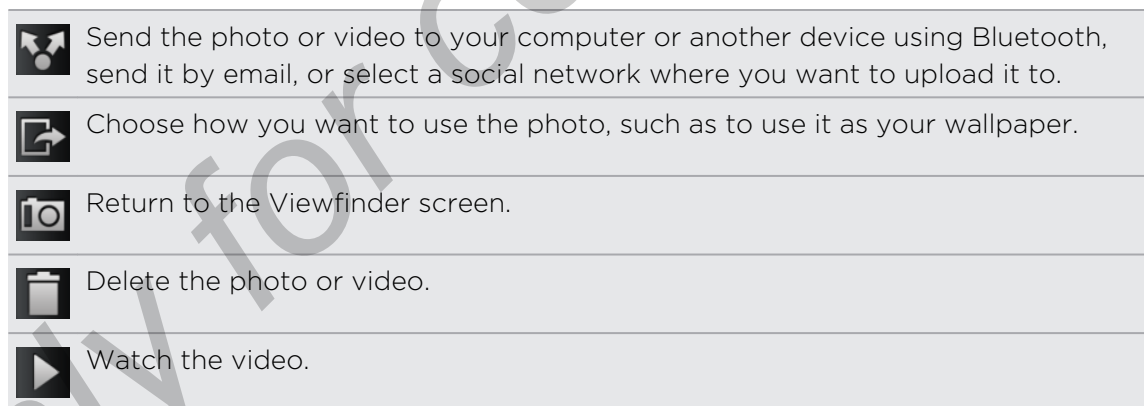 Send the photo or video to your computer or another device using Bluetooth,
send it by email, or select a social network where you want to upload it to.
Choose how you want to use the photo, such as to use it as your wallpaper.
Return to the Viewfinder screen.
Delete the photo or video.
Watch the video.
for